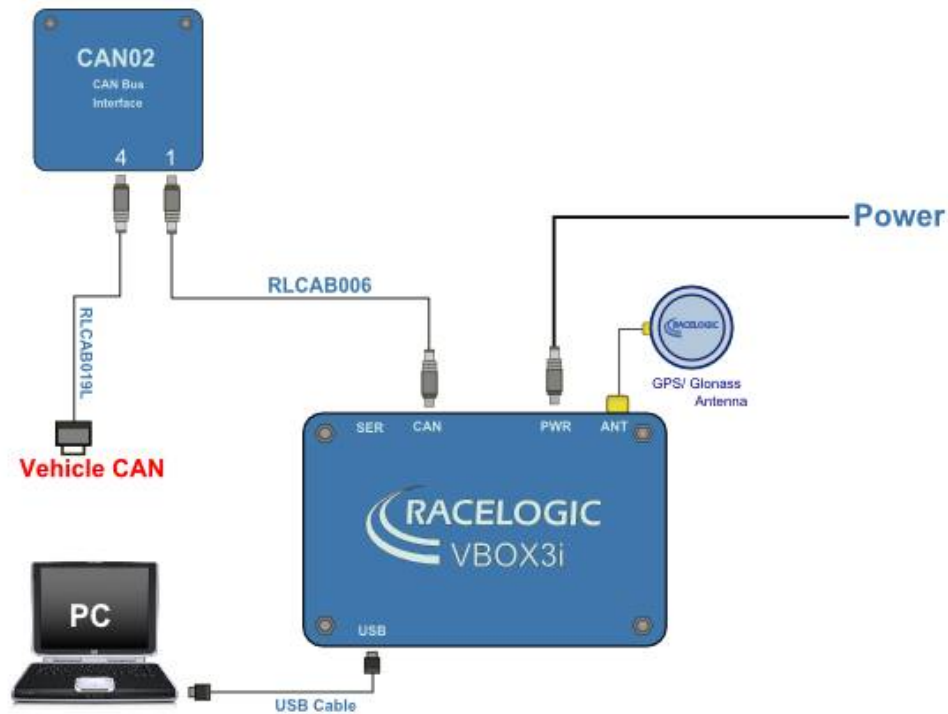 CAN02
CAN Bus
Interface
4 1
Power
RLCAB006
RLCAB019L
RACELOGIC
GPS/ Glonass
Antenna
SER CAN PWR ANT
Vehicle CAN
RACELOGIC
VBOX3i
PC
USB
USB Cable